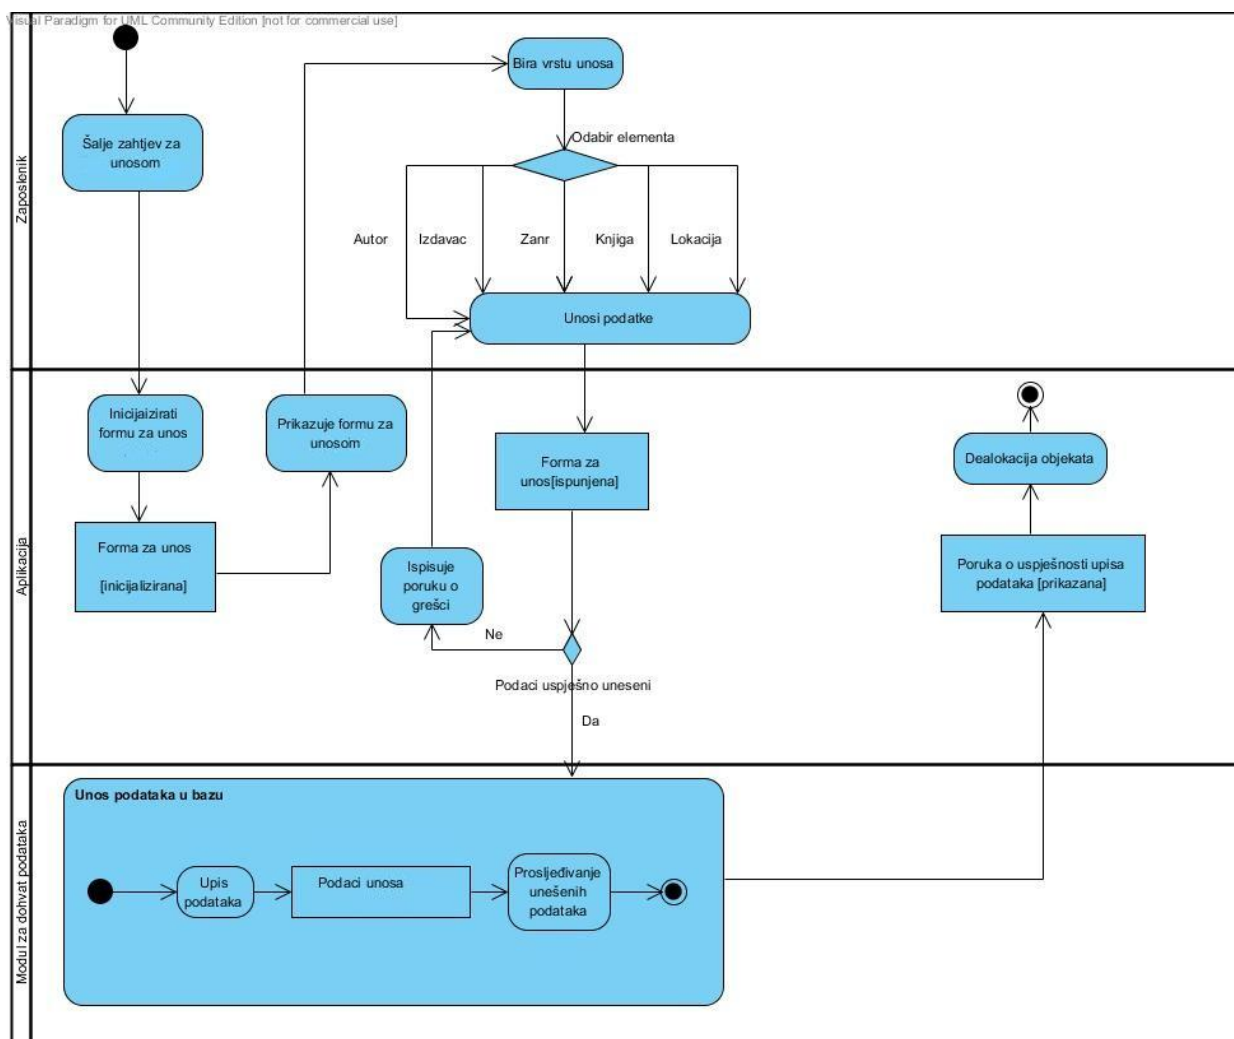 Visual Paradigm for UML Community Edition [not for commercial use]
Zaposlenik
Šalje zahtjev za
unosom
Bira vrstu unosa
Odabir elementa
Autor
Izdavac
Zanr
Knjiga
Lokacija
Unosi podatke
Aplikacija
Inicijaizirati
formu za unos
Prikazuje formu za
unosom
Forma za unos
[inicijalizirana]
Forma za
unos[ispunjena]
Ispisuje
poruku o
grešci
Ne
Podaci uspješno uneseni
Da
Dealokacija objekata
Poruka o uspješnosti upisa
podataka [prikazana]
Modul za dohvat podataka
Unos podataka u bazu
Upis
podataka
Podaci unosa
Prosljeđivanje
unešenih
podataka